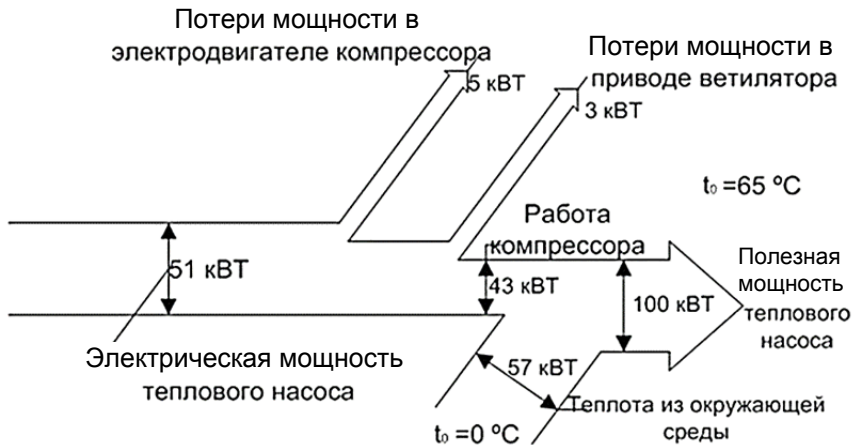 Потери мощности в
электродвигателе компрессора
5 кВТ
Потери мощности в
приводе ветилятора
3 кВТ
t₀ =65 ºC
Работа
компрессора
51 кВТ
43 кВТ
100 кВТ
Полезная
мощность
теплового
насоса
Электрическая мощность
теплового насоса
57 кВТ
Теплота из окружающей
среды
t₀ =0 ºC